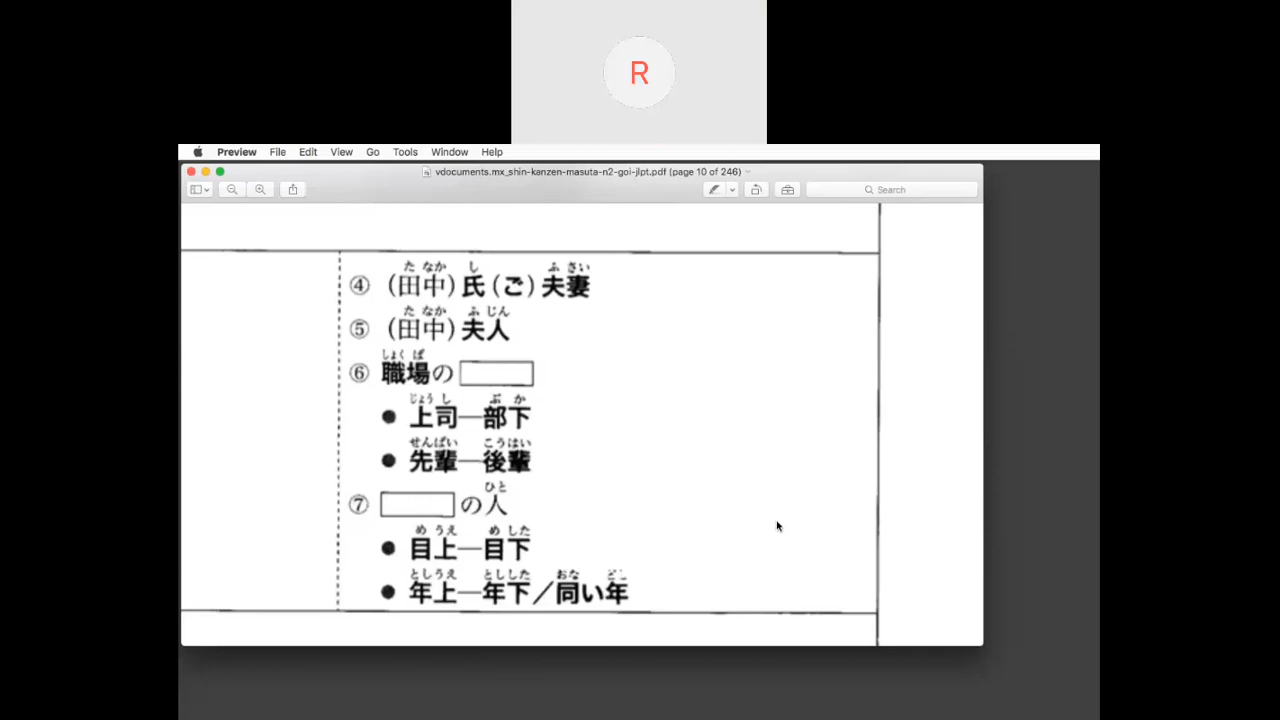 R
Preview File Edit View Go Tools Window Help
vdocuments.mx_shin-kanzen-masuta-n2-goi-jlpt.pdf (page 10 of 246)
Search
た なか し ふ さい
④ (田中)氏(ご)夫妻
た なか ふ じん
⑤ (田中)夫人
しょく ば
⑥ 職場の
じょう し ぶ か
● 上司―部下
せんぱい こうはい
● 先輩―後輩
ひと
⑦ の人
め うえ め した
● 目上―目下
としうえ としした おな どし
● 年上―年下/同い年